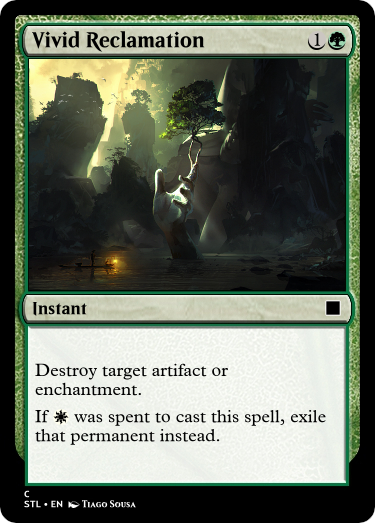 Vivid Reclamation 1
Instant
Destroy target artifact or
enchantment.
If was spent to cast this spell, exile
that permanent instead.
C
STL • EN Tiago Sousa